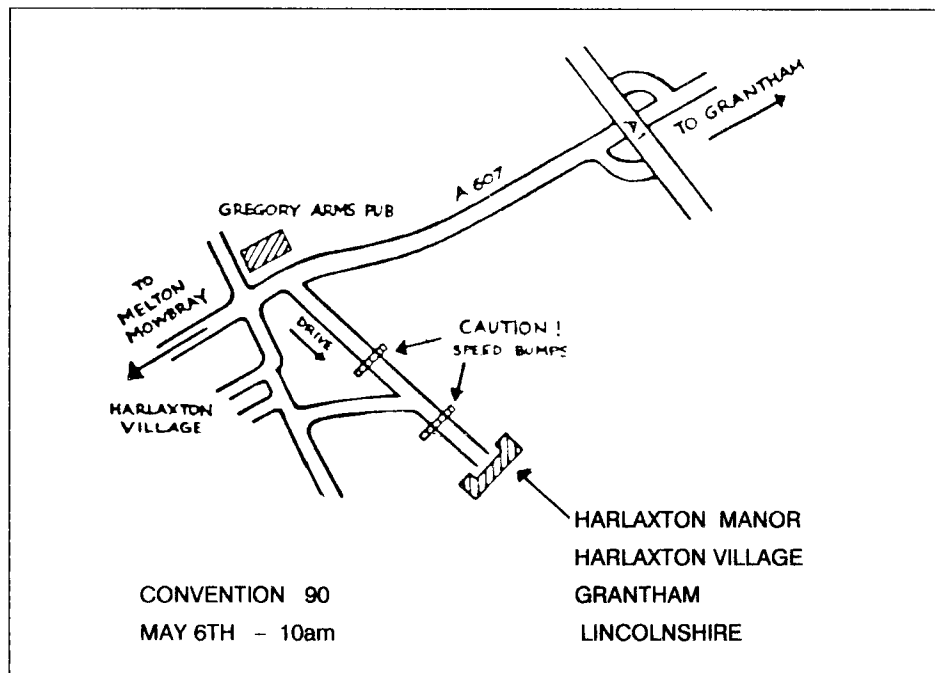 A1
TO GRANTHAM
A 607
GREGORY ARMS PUB
TO
MELTON
MOWBRAY
DRIVE
CAUTION !
SPEED BUMPS
HARLAXTON
VILLAGE
HARLAXTON MANOR
HARLAXTON VILLAGE
GRANTHAM
LINCOLNSHIRE
CONVENTION 90
MAY 6TH – 10am